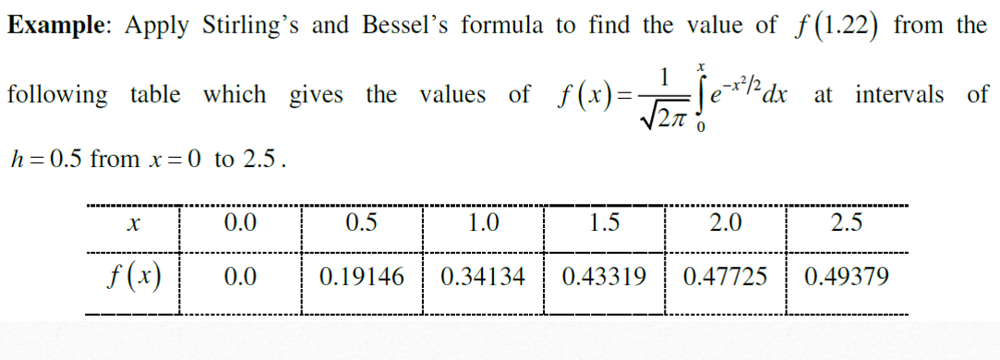 Example: Apply Stirling's and Bessel's formula to find the value of f(1.22) from the
following table which gives the values of f(x)=\frac{1}{\sqrt{2\pi}}\int_{0}^{x}e^{-x^{2}/2}dx at intervals of
h=0.5 from x=0 to 2.5.
x 0.0 0.5 1.0 1.5 2.0 2.5
f(x) 0.0 0.19146 0.34134 0.43319 0.47725 0.49379